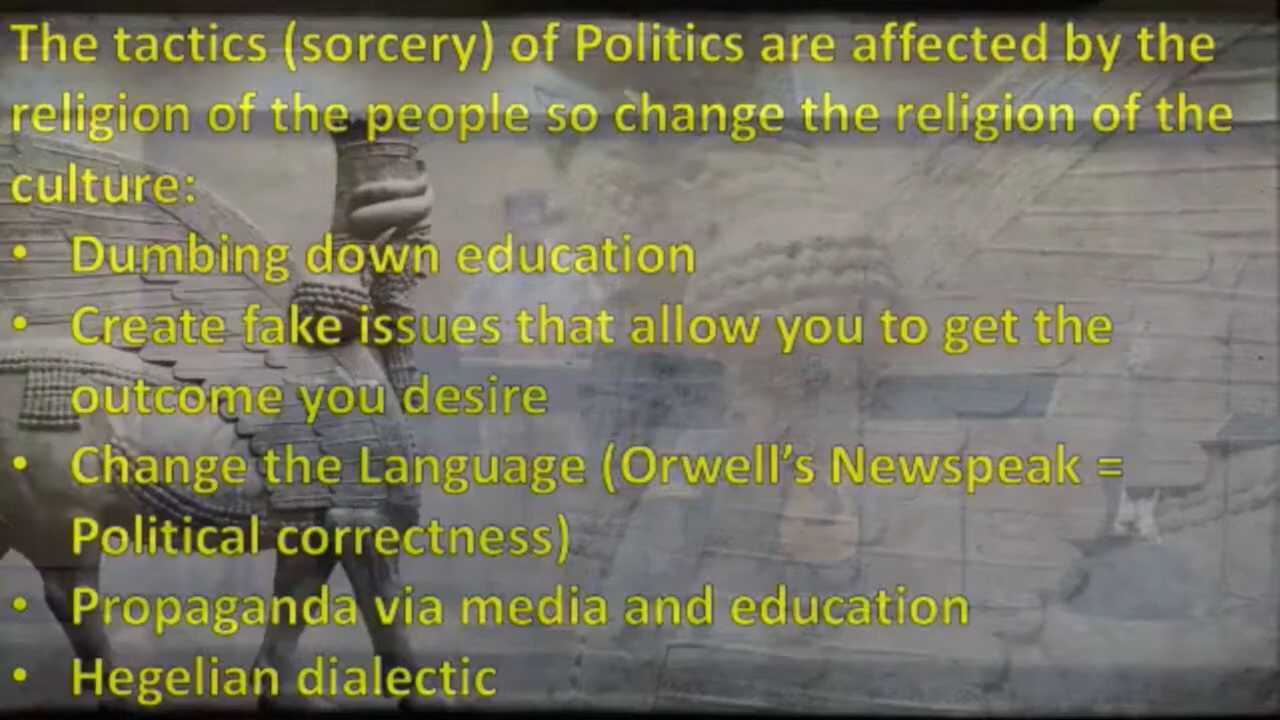 The tactics (sorcery) of Politics are affected by the
religion of the people so change the religion of the
culture:
• Dumbing down education
• Create fake issues that allow you to get the
outcome you desire
• Change the Language (Orwell's Newspeak =
Political correctness)
• Propaganda via media and education
• Hegelian dialectic